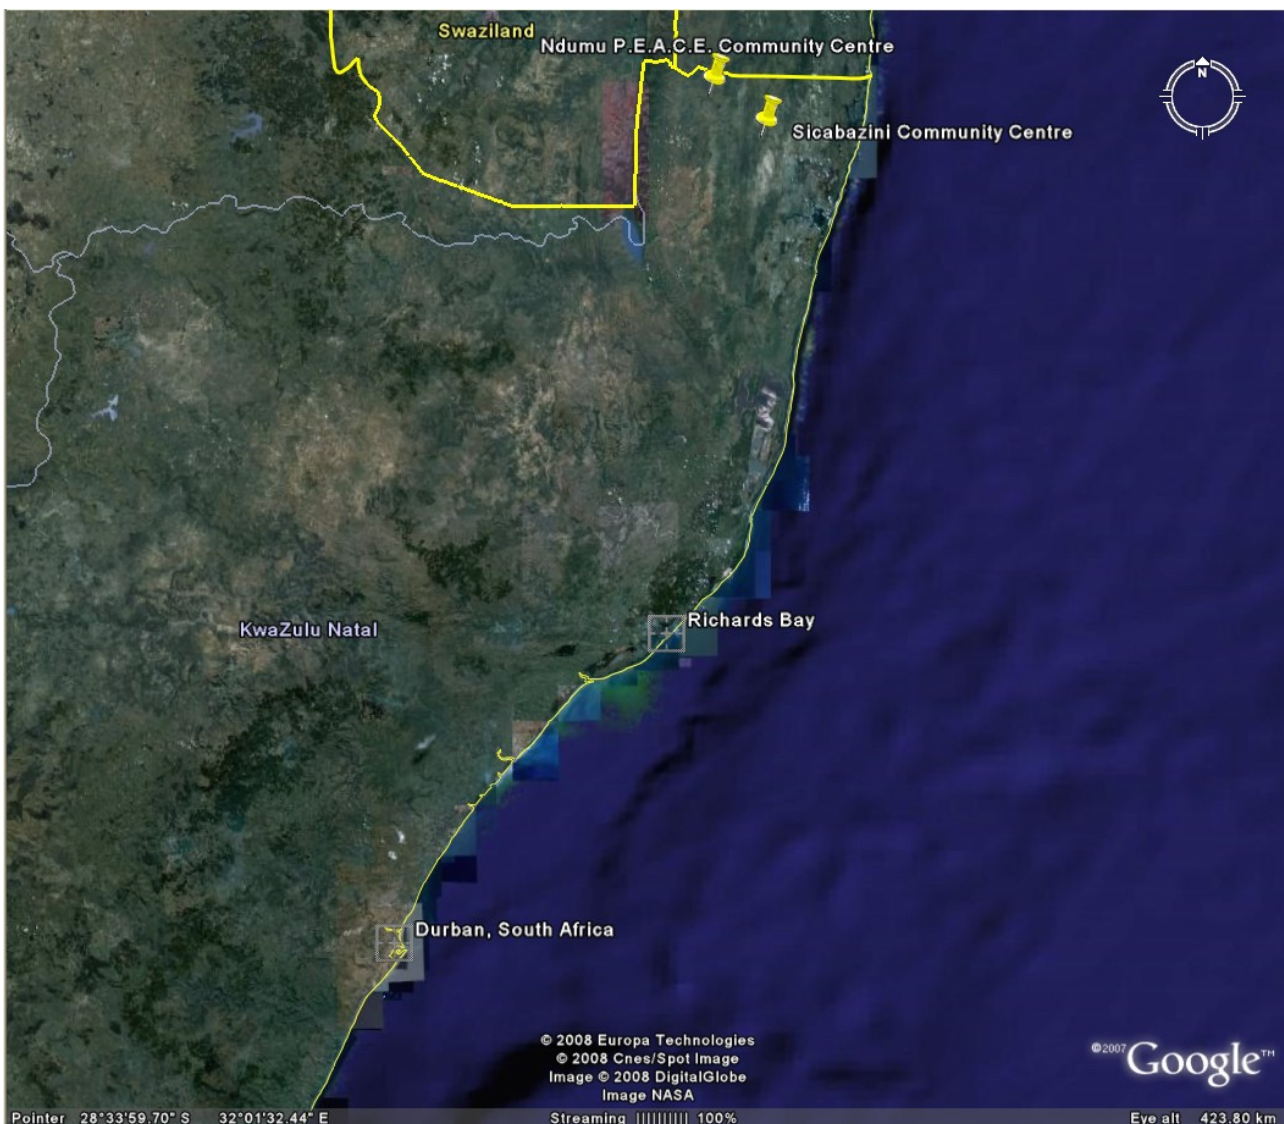 Swaziland
Ndumu P.E.A.C.E. Community Centre
N
Sicabazini Community Centre
Richards Bay
KwaZulu Natal
Durban, South Africa
© 2008 Europa Technologies
© 2008 Cnes/Spot Image
Image © 2008 DigitalGlobe
Image NASA
©2007 Google™
Pointer 28°33'59.70" S 32°01'32.44" E Streaming |||||||||| 100% Eye alt 423.80 km